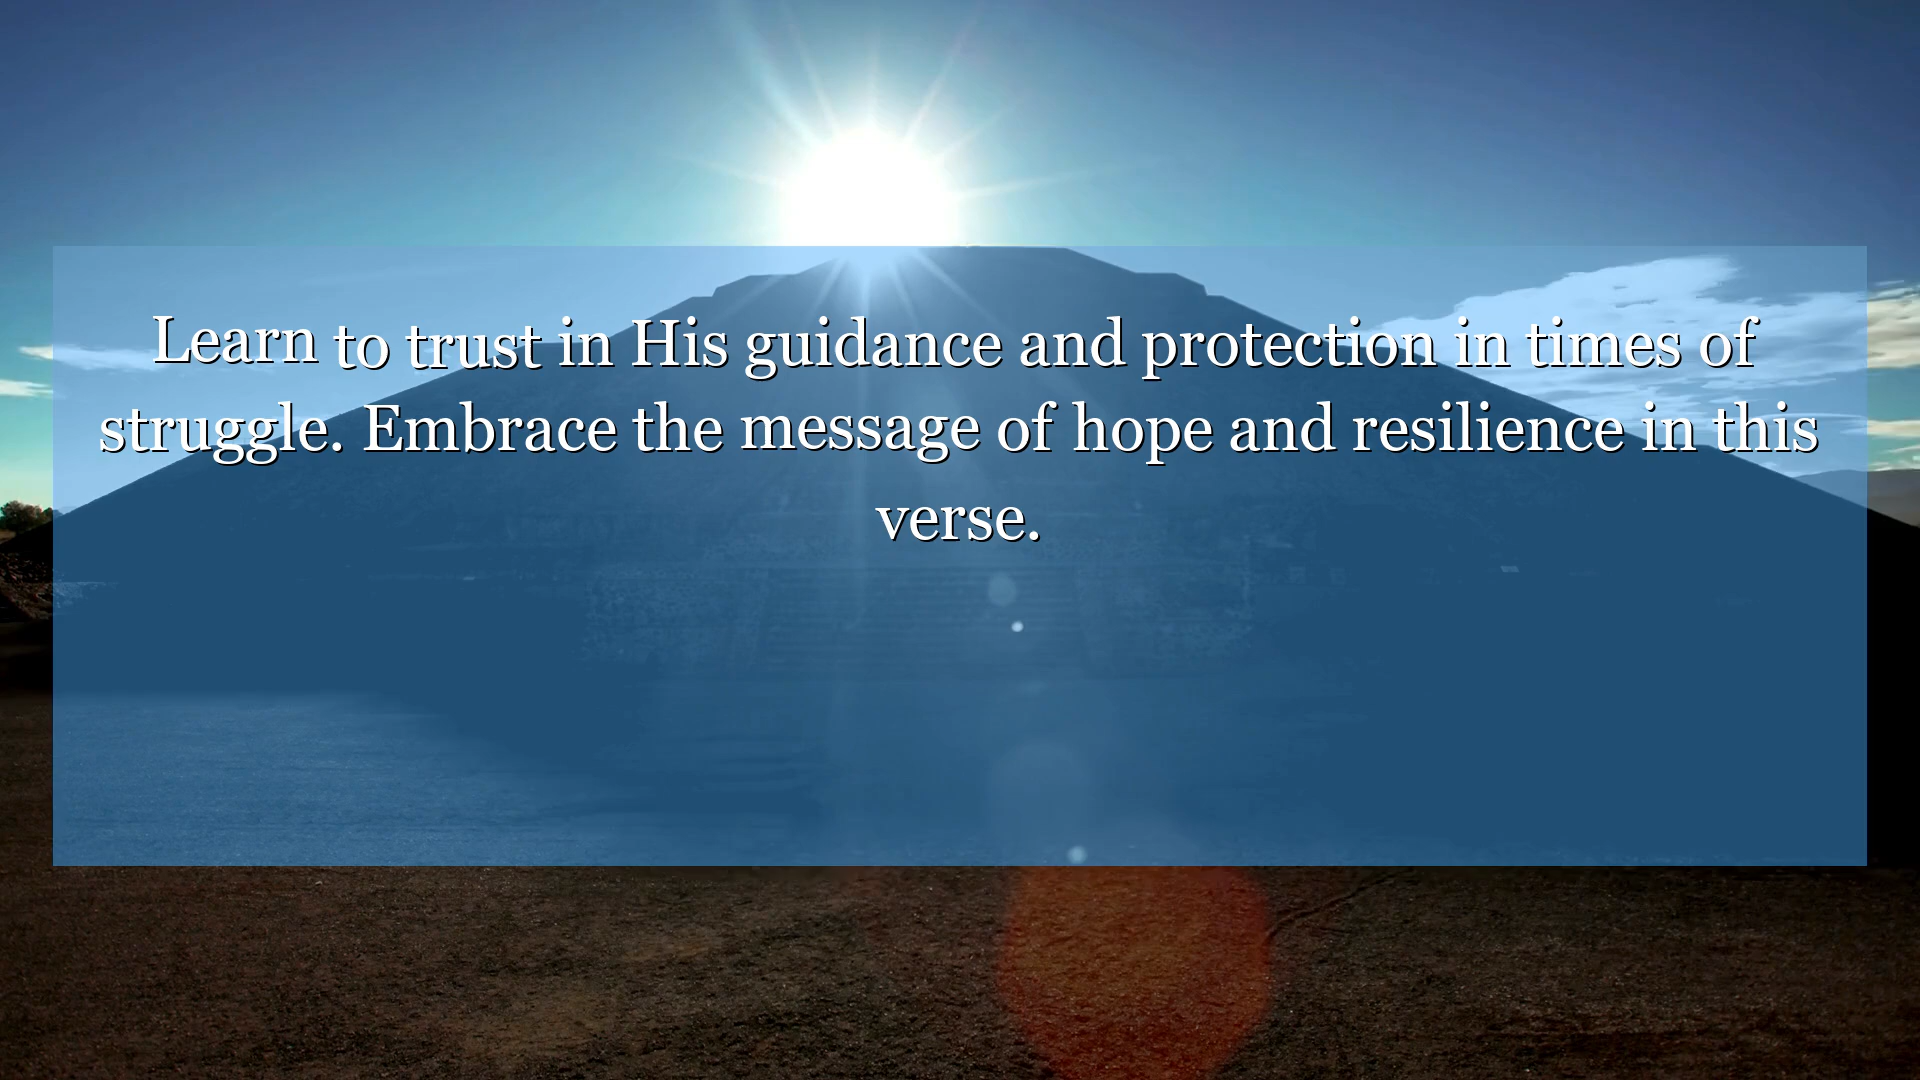 Learn to trust in His guidance and protection in times of
struggle. Embrace the message of hope and resilience in this
verse.